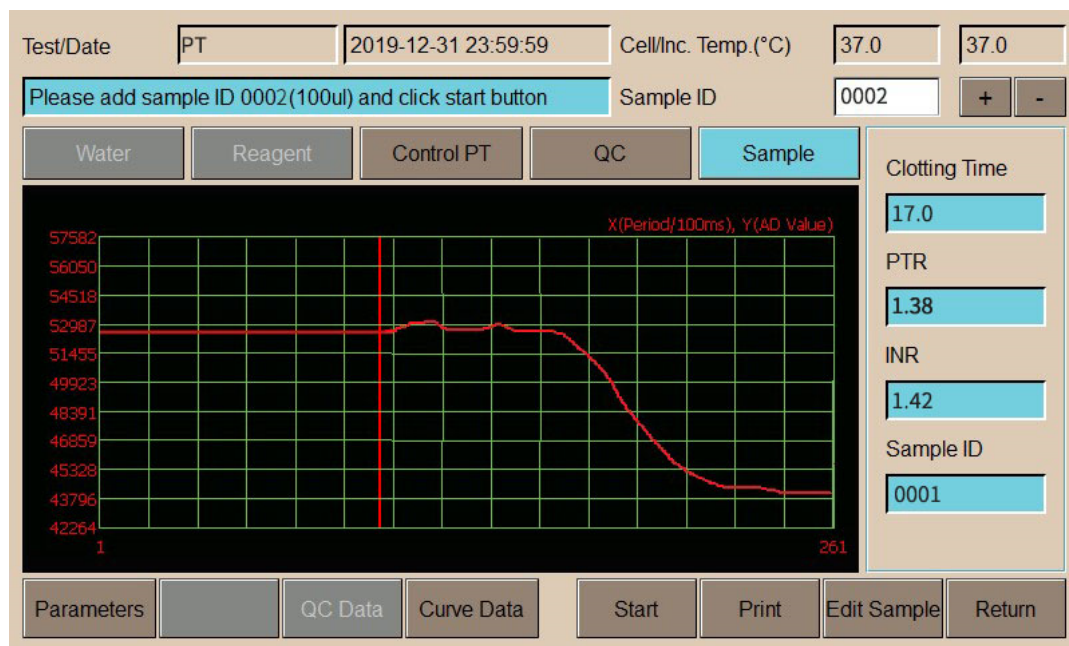 Test/Date PT 2019-12-31 23:59:59 Cell/Inc. Temp.(°C) 37.0 37.0
Please add sample ID 0002(100ul) and click start button Sample ID 0002 + -
Water Reagent Control PT QC Sample
Clotting Time
17.0
PTR
1.38
INR
1.42
Sample ID
0001
X(Period/100ms), Y(AD Value)
57582
56050
54518
52987
51455
49923
48391
46859
45328
43796
42264
1 261
Parameters QC Data Curve Data Start Print Edit Sample Return